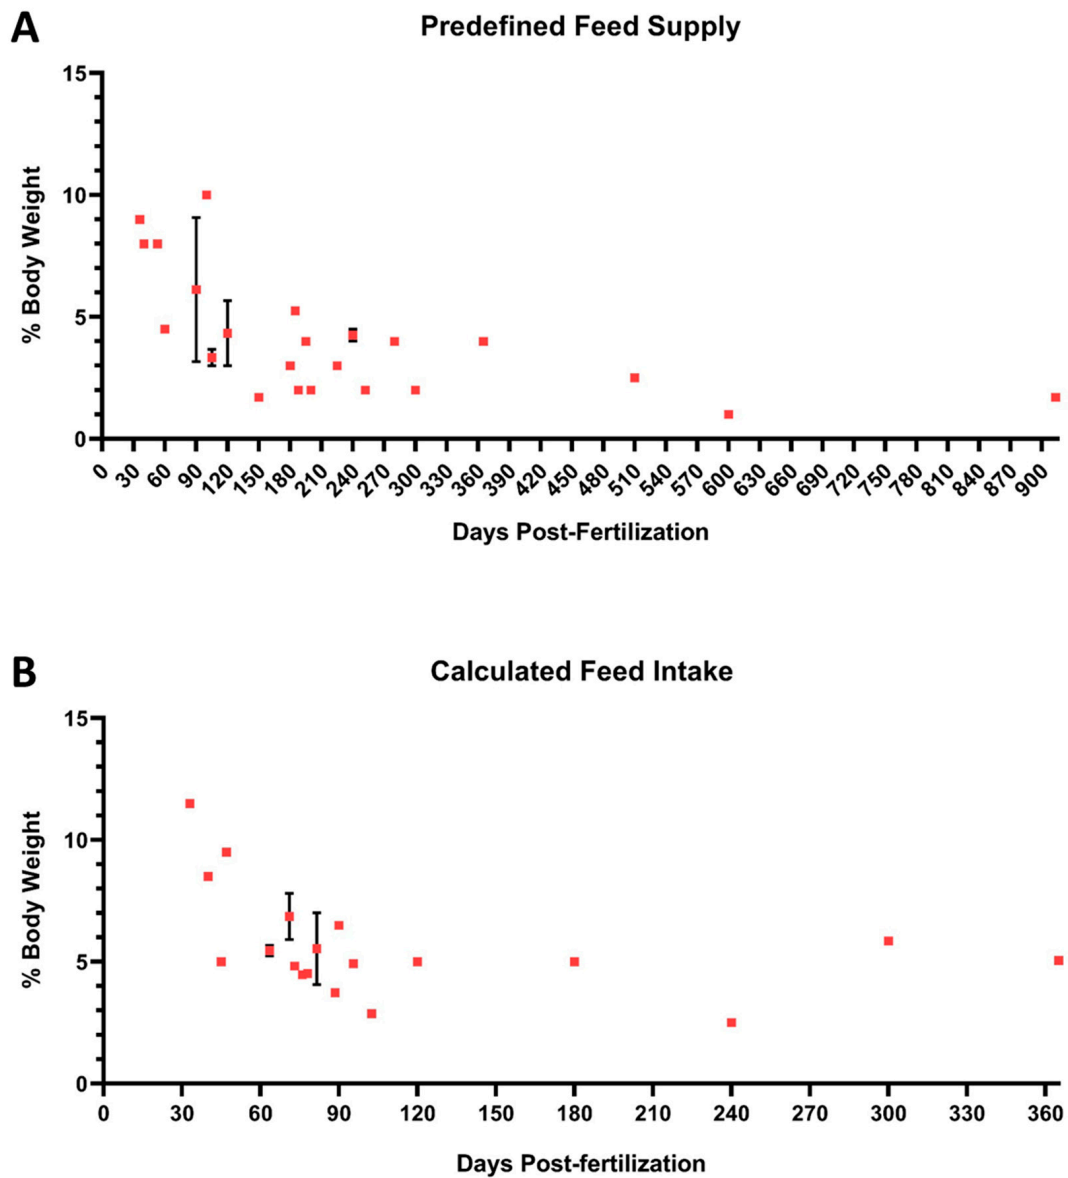 A
Predefined Feed Supply
15
10
5
0
% Body Weight
0 30 60 90 120 150 180 210 240 270 300 330 360 390 420 450 480 510 540 570 600 630 660 690 720 750 780 810 840 870 900
Days Post-Fertilization
B
Calculated Feed Intake
15
10
5
0
% Body Weight
0 30 60 90 120 150 180 210 240 270 300 330 360
Days Post-fertilization